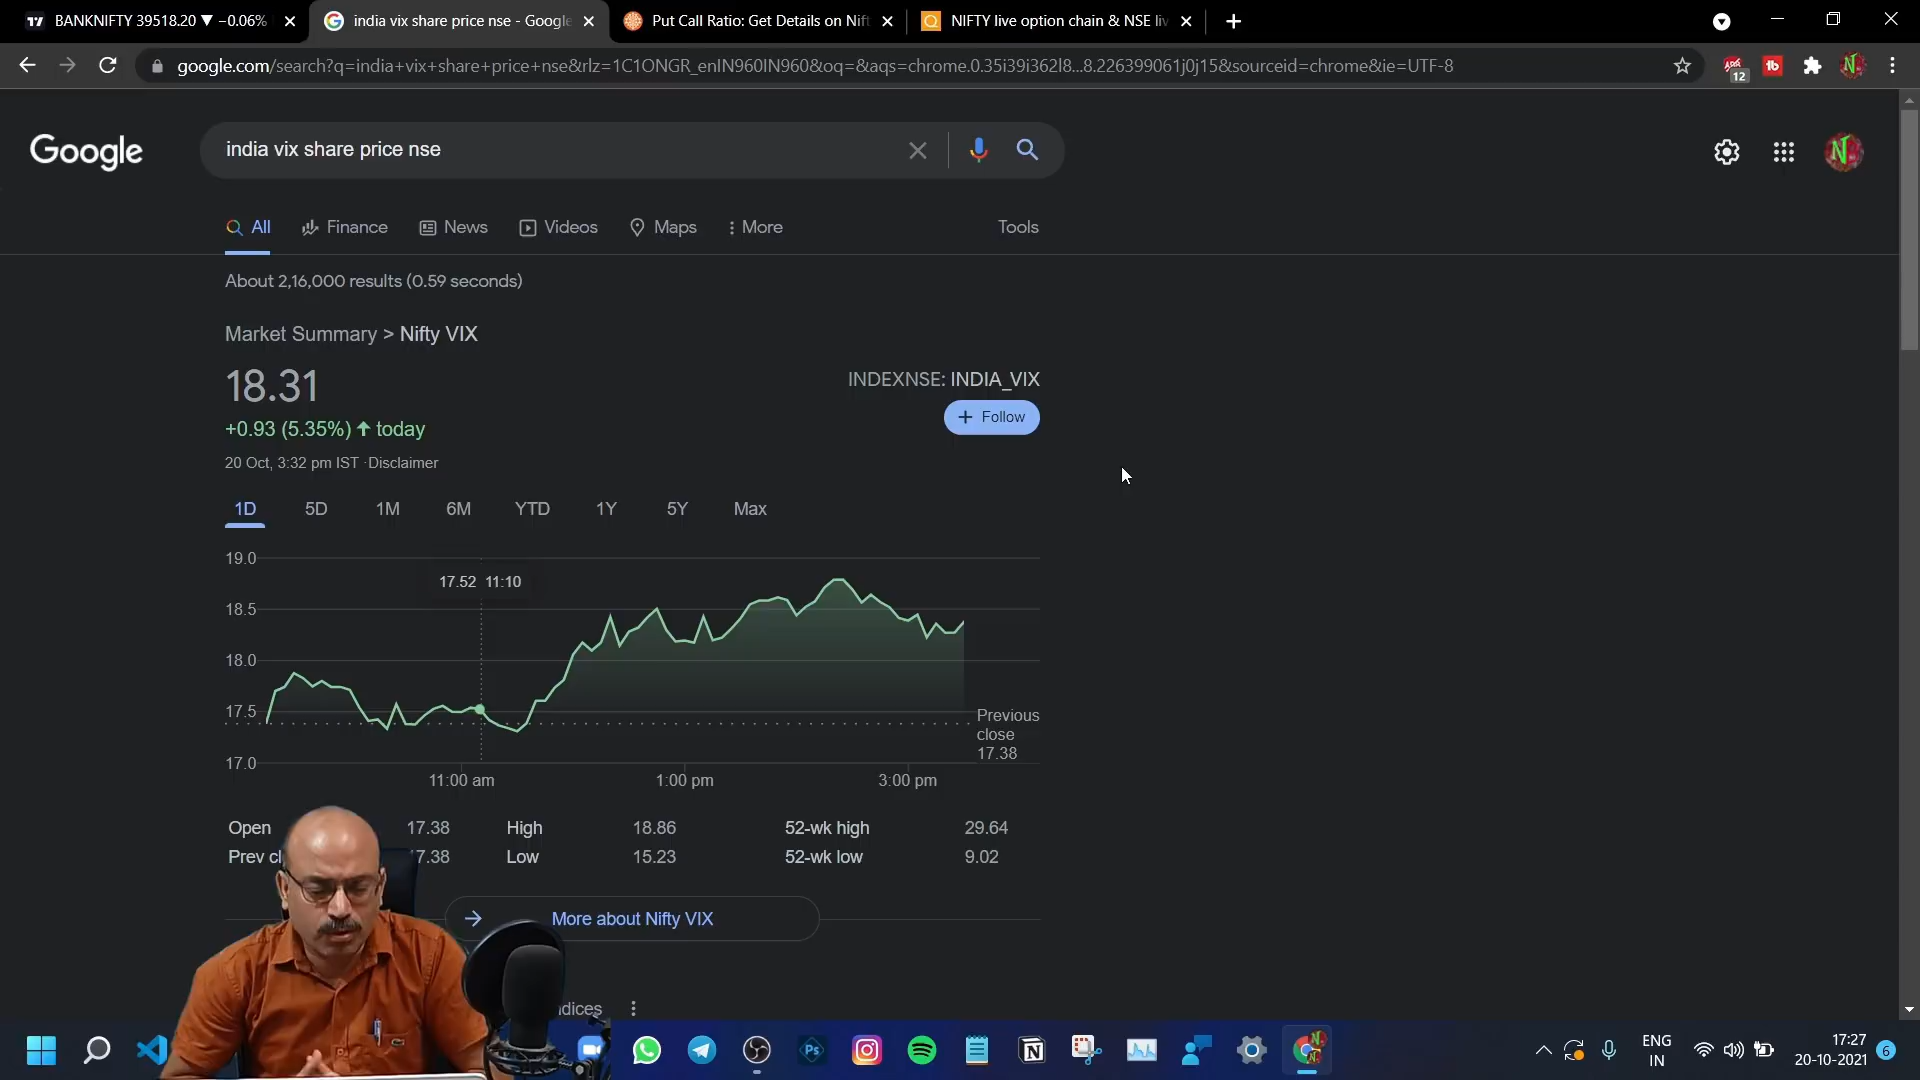 BANKNIFTY 39518.20 ▼ −0.06%
india vix share price nse - Google
Put Call Ratio: Get Details on Nift
NIFTY live option chain & NSE liv
google.com/search?q=india+vix+share+price+nse&rlz=1C1ONGR_enIN960IN960&oq=&aqs=chrome.0.35i39i362l8...8.226399061j0j15&sourceid=chrome&ie=UTF-8
12
Google
india vix share price nse
All
Finance
News
Videos
Maps
More
Tools
About 2,16,000 results (0.59 seconds)
Market Summary > Nifty VIX
18.31
INDEXNSE: INDIA_VIX
+ Follow
+0.93 (5.35%) ↑ today
20 Oct, 3:32 pm IST · Disclaimer
1D 5D 1M 6M YTD 1Y 5Y Max
19.0
17.52 11:10
18.5
18.0
17.5
17.0
Previous
close
17.38
11:00 am 1:00 pm 3:00 pm
Open 17.38 High 18.86 52-wk high 29.64
Prev cl 17.38 Low 15.23 52-wk low 9.02
→ More about Nifty VIX
dices
Ps
N
ENG
IN
17:27
20-10-2021
6